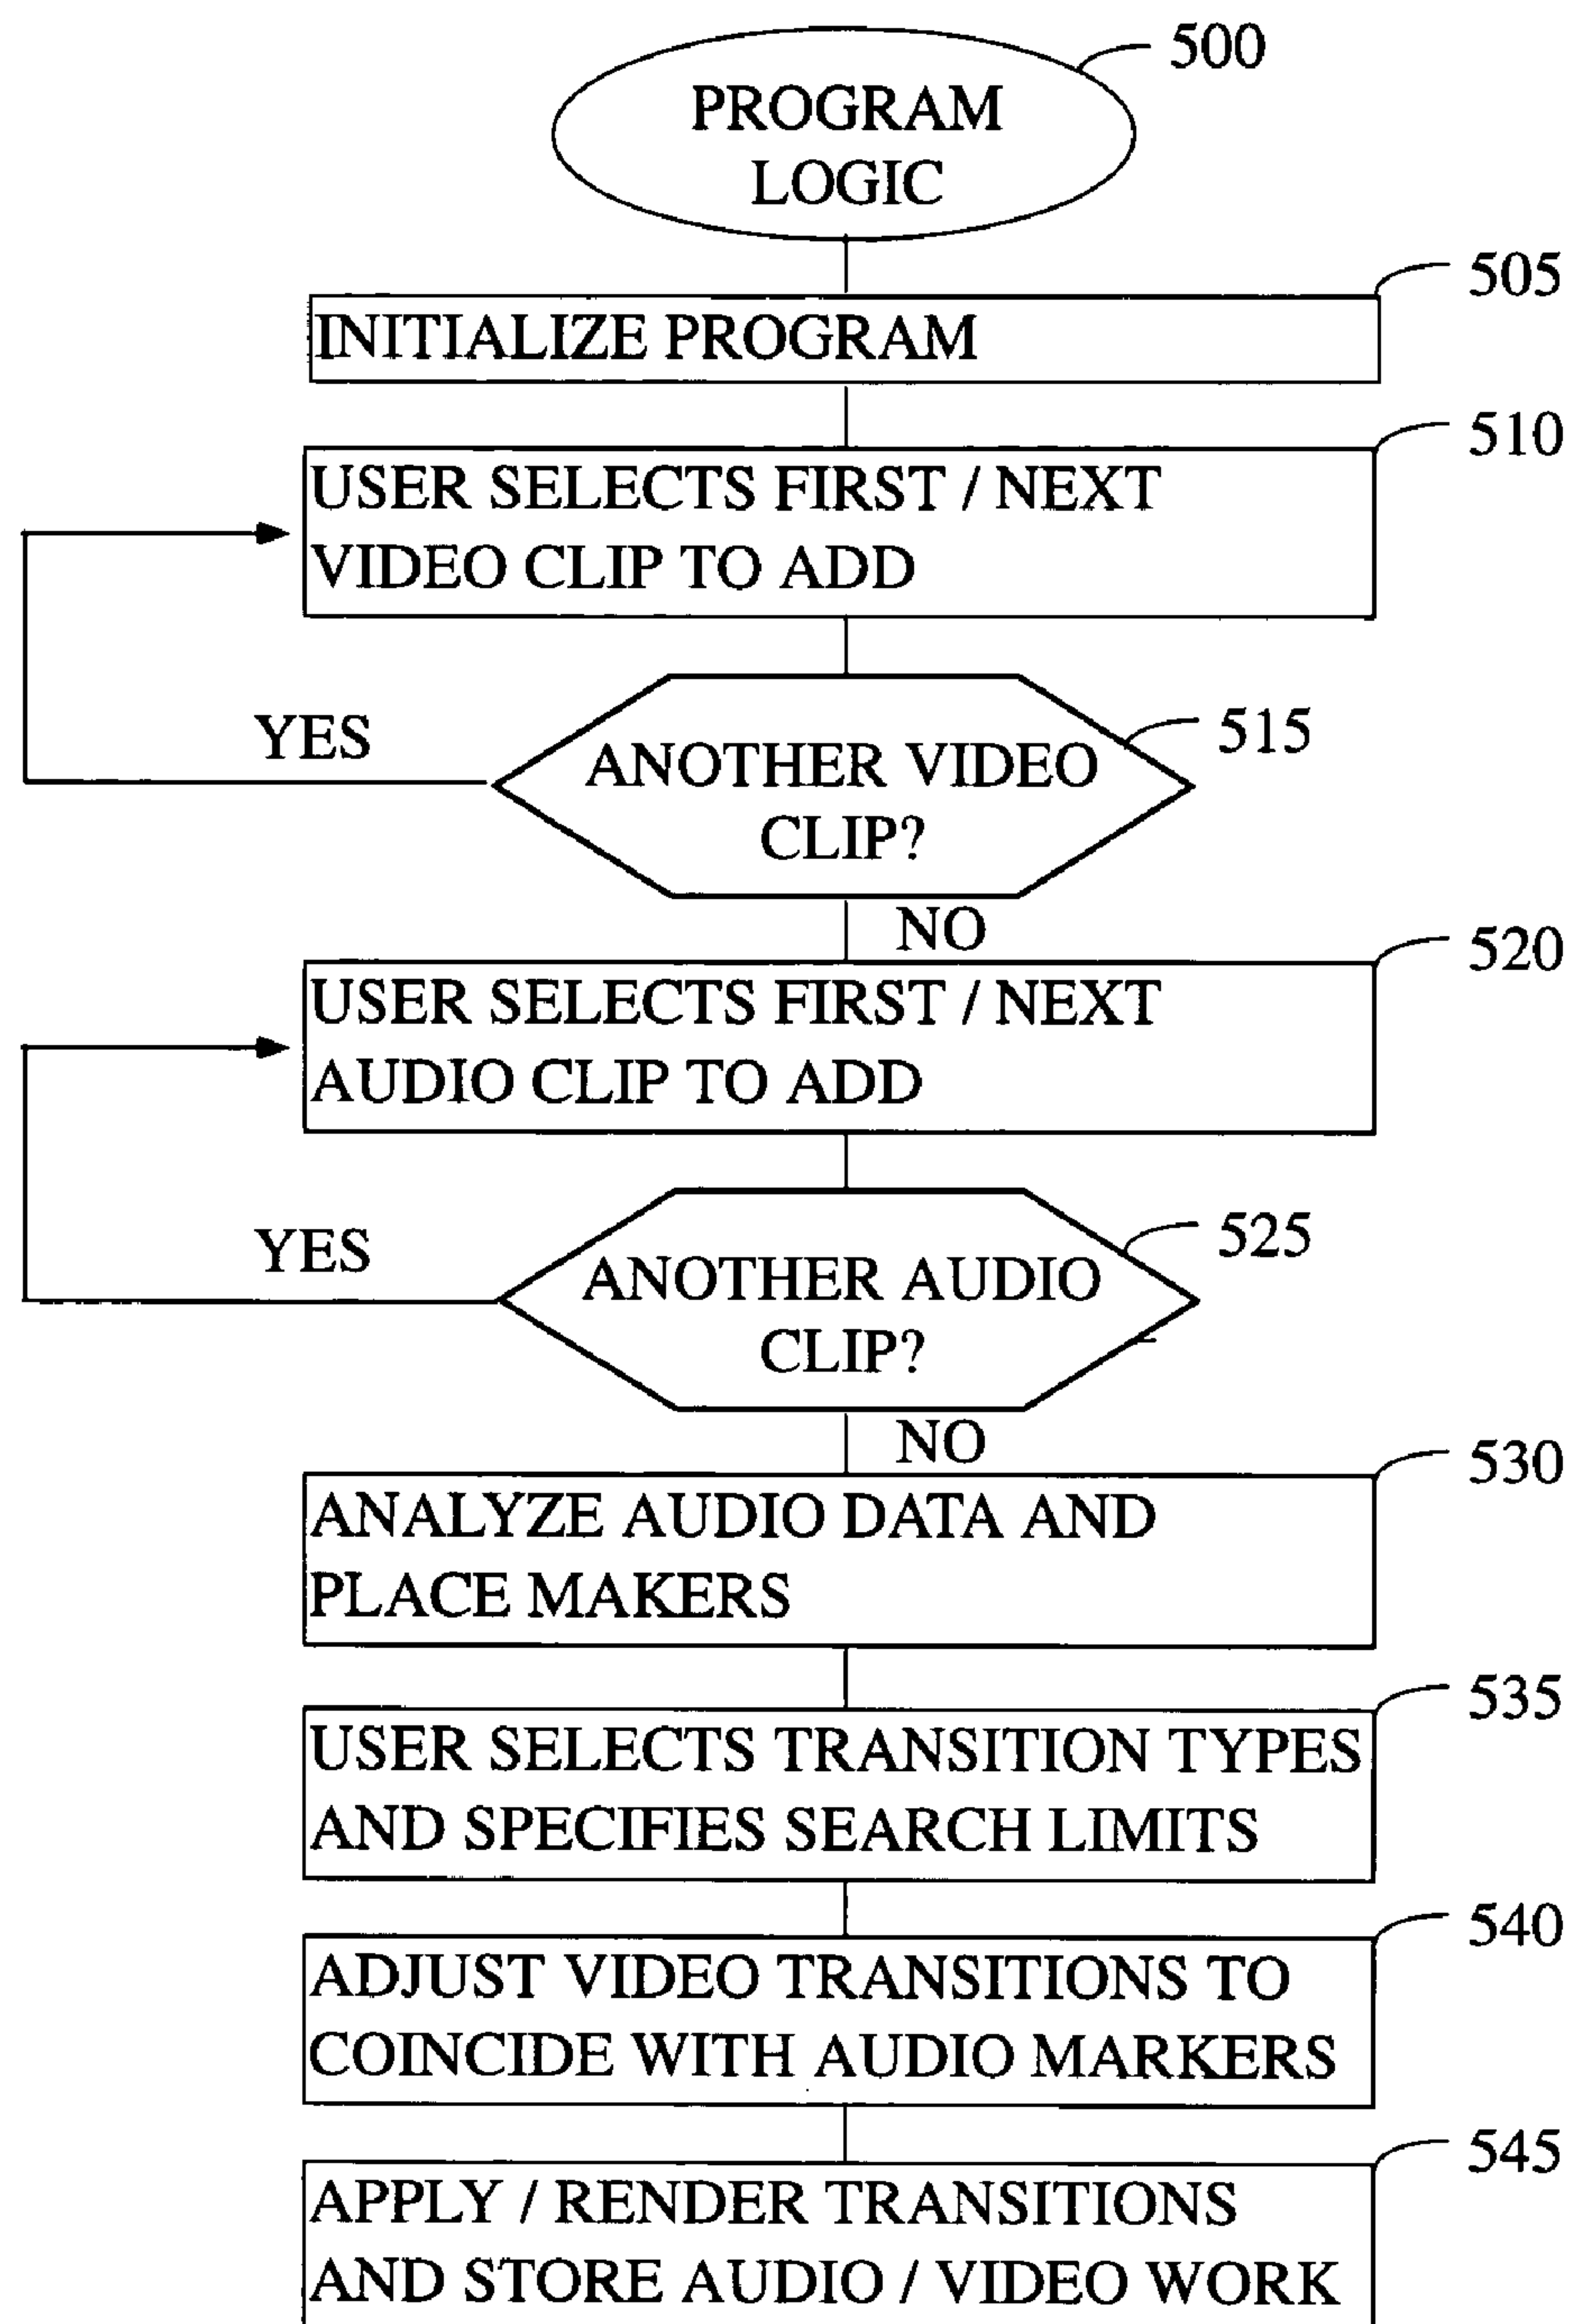 500
PROGRAM
LOGIC
505
INITIALIZE PROGRAM
510
USER SELECTS FIRST / NEXT
VIDEO CLIP TO ADD
YES
515
ANOTHER VIDEO
CLIP?
NO
520
USER SELECTS FIRST / NEXT
AUDIO CLIP TO ADD
YES
525
ANOTHER AUDIO
CLIP?
NO
530
ANALYZE AUDIO DATA AND
PLACE MAKERS
535
USER SELECTS TRANSITION TYPES
AND SPECIFIES SEARCH LIMITS
540
ADJUST VIDEO TRANSITIONS TO
COINCIDE WITH AUDIO MARKERS
545
APPLY / RENDER TRANSITIONS
AND STORE AUDIO / VIDEO WORK